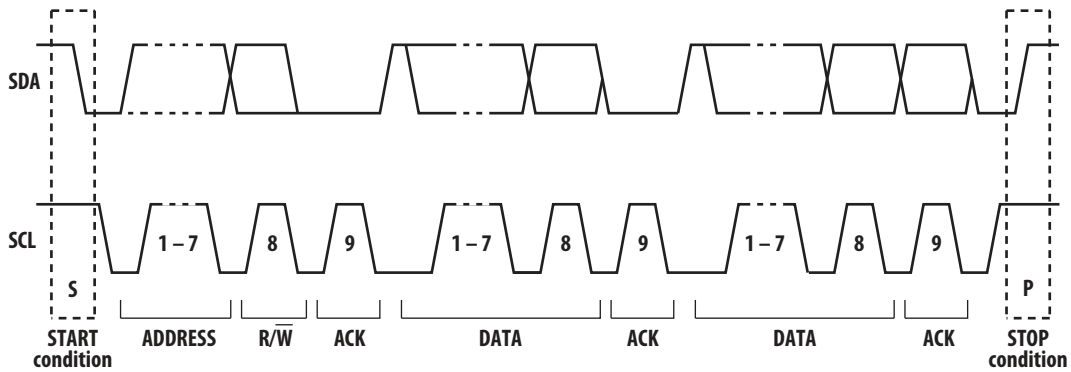 SDA
SCL
1 – 7 8 9 1 – 7 8 9 1 – 7 8 9
S P
START condition ADDRESS R/W̅ ACK DATA ACK DATA ACK STOP condition